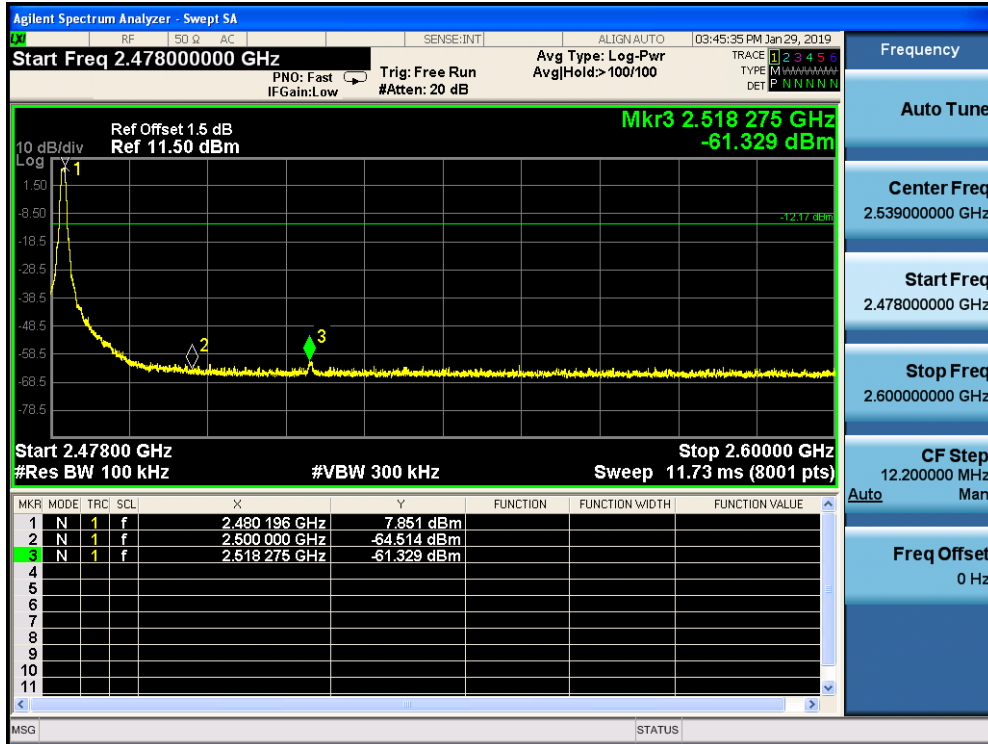 Agilent Spectrum Analyzer - Swept SA
LXI RF 50 Ω AC SENSE:INT ALIGN AUTO 03:45:35 PM Jan 29, 2019
Start Freq 2.478000000 GHz
PNO: Fast
IFGain:Low
Trig: Free Run
#Atten: 20 dB
Avg Type: Log-Pwr
Avg|Hold:>100/100
TRACE 1 2 3 4 5 6
TYPE M
DET P N N N N N
Mkr3 2.518 275 GHz
-61.329 dBm
Ref Offset 1.5 dB
10 dB/div Ref 11.50 dBm
Log
1
1.50
-8.50
-12.17 dBm
-18.5
-28.5
-38.5
-48.5
2
3
-58.5
-68.5
-78.5
Start 2.47800 GHz Stop 2.60000 GHz
#Res BW 100 kHz #VBW 300 kHz Sweep 11.73 ms (8001 pts)
MKR MODE TRC SCL X Y FUNCTION FUNCTION WIDTH FUNCTION VALUE
1 N 1 f 2.480 196 GHz 7.851 dBm
2 N 1 f 2.500 000 GHz -64.514 dBm
3 N 1 f 2.518 275 GHz -61.329 dBm
4
5
6
7
8
9
10
11
MSG STATUS
Frequency
Auto Tune
Center Freq
2.539000000 GHz
Start Freq
2.478000000 GHz
Stop Freq
2.600000000 GHz
CF Step
12.200000 MHz
Auto Man
Freq Offset
0 Hz